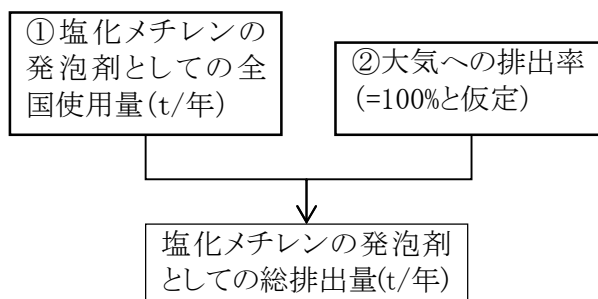 ①塩化メチレンの
発泡剤としての全
国使用量(t/年)
②大気への排出率
(=100%と仮定)
塩化メチレンの発泡剤
としての総排出量(t/年)